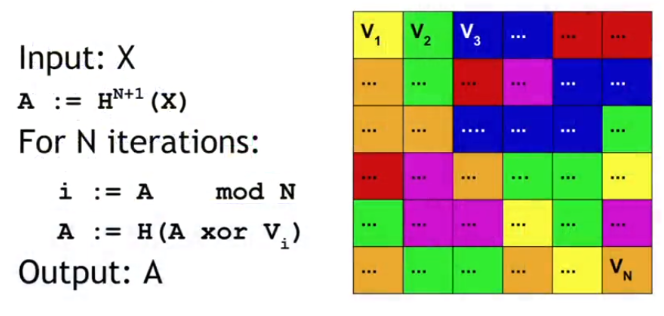 Input: X
A := H^{N+1}(X)
For N iterations:
i := A mod N
A := H(A xor V_i)
Output: A
V_1 V_2 V_3 ... ... ...
... ... ... ... ... ...
... ... .... ... ... ...
... ... ... ... ... ...
... ... ... ... ... ...
... ... ... ... ... V_N